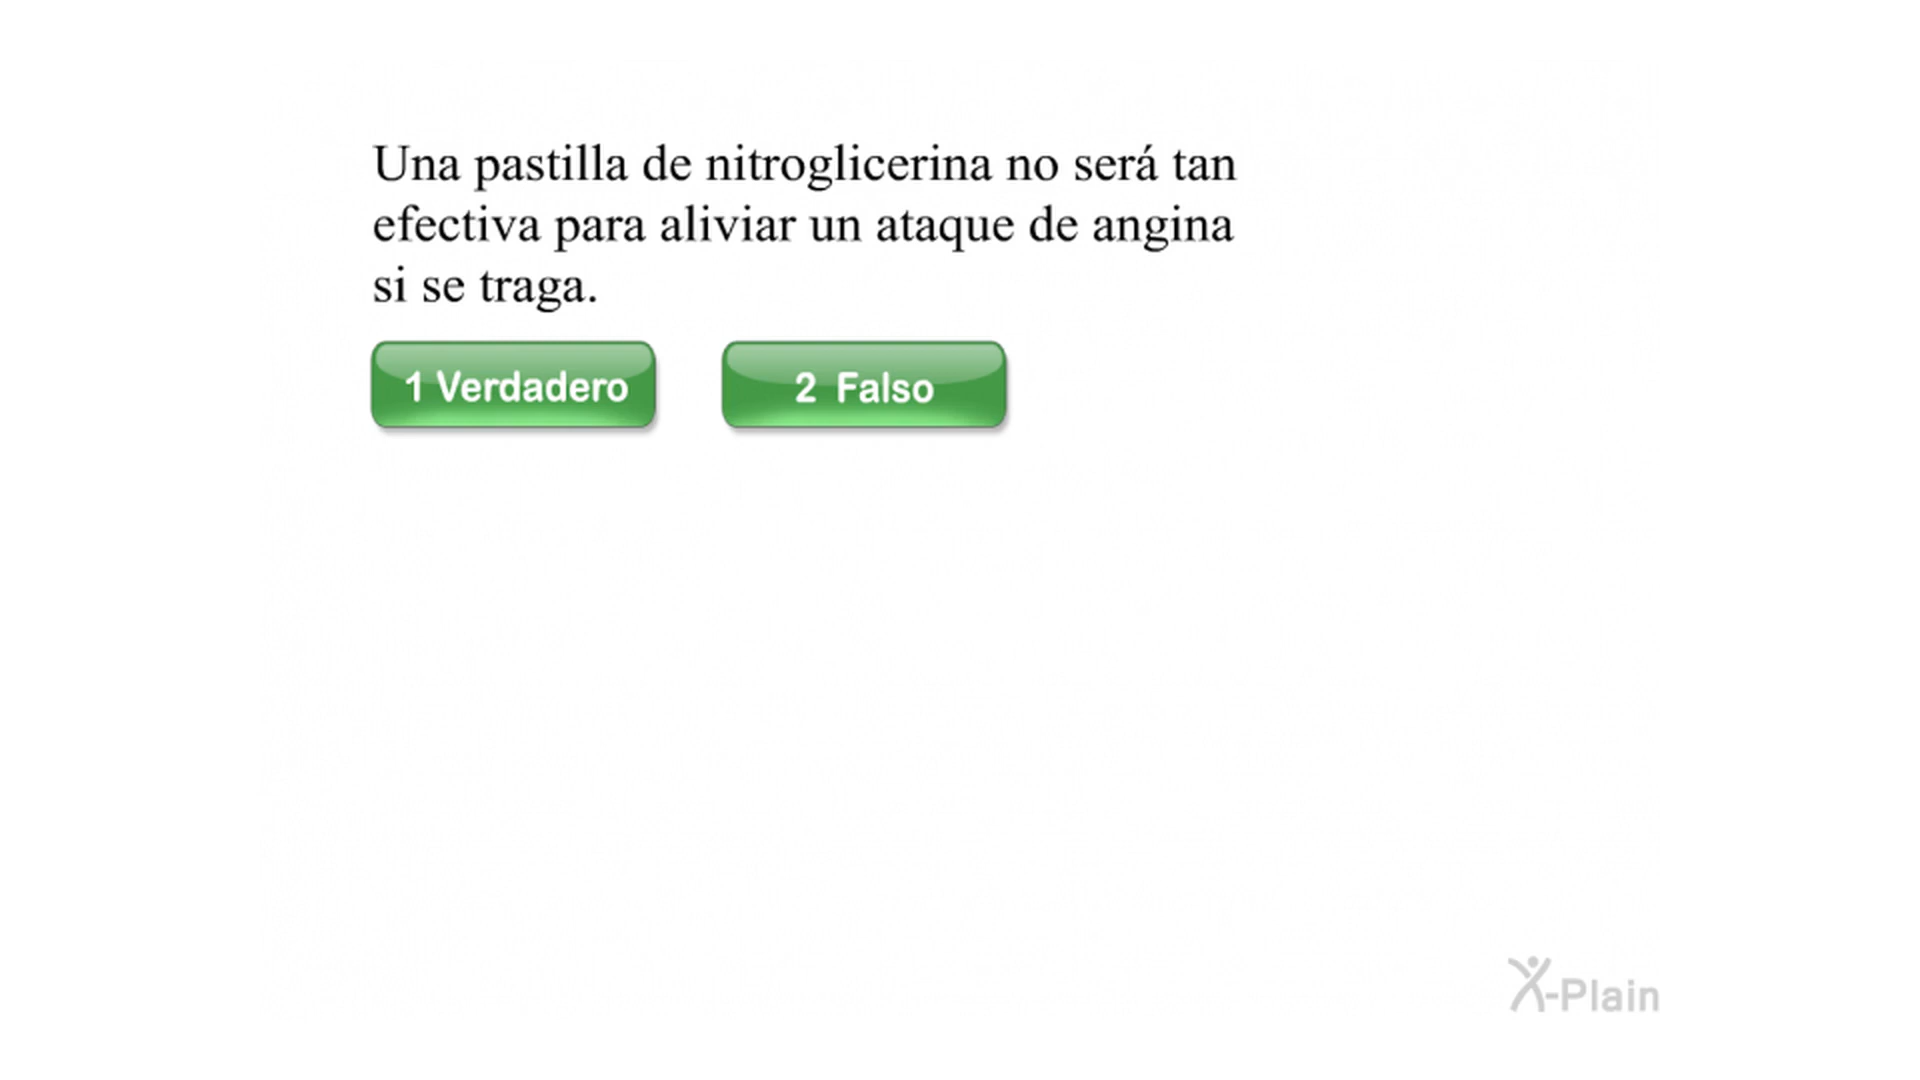 Una pastilla de nitroglicerina no será tan
efectiva para aliviar un ataque de angina
si se traga.
1 Verdadero
2 Falso
X-Plain